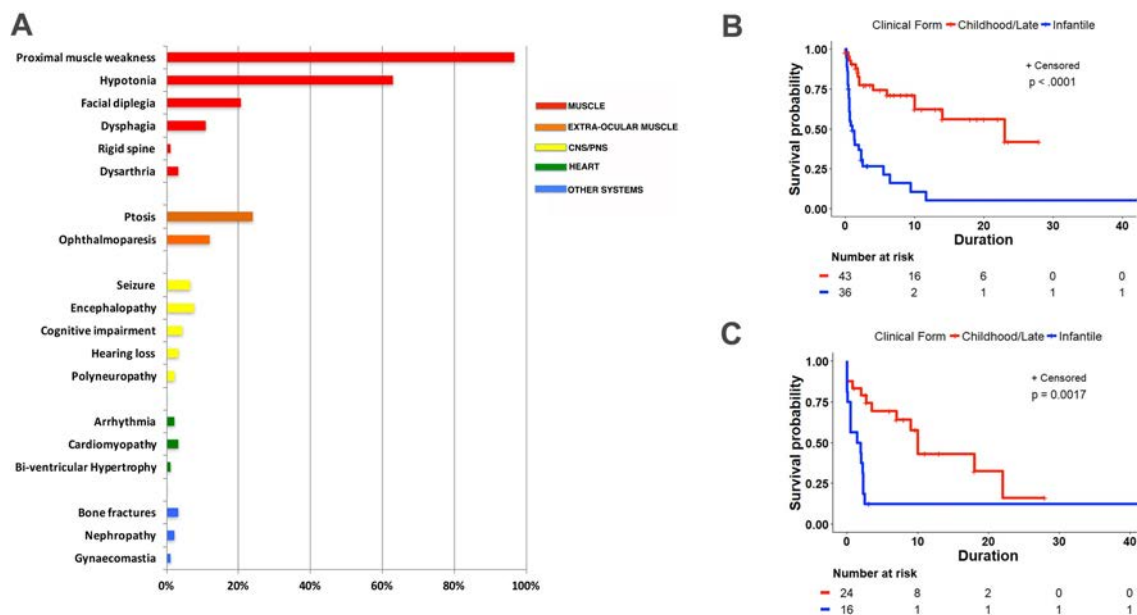 A
Proximal muscle weakness
Hypotonia
Facial diplegia
Dysphagia
Rigid spine
Dysarthria
Ptosis
Ophthalmoparesis
Seizure
Encephalopathy
Cognitive impairment
Hearing loss
Polyneuropathy
Arrhythmia
Cardiomyopathy
Bi-ventricular Hypertrophy
Bone fractures
Nephropathy
Gynaecomastia
0% 20% 40% 60% 80% 100%
MUSCLE
EXTRA-OCULAR MUSCLE
CNS/PNS
HEART
OTHER SYSTEMS
B
Clinical Form Childhood/Late Infantile
+ Censored
p < .0001
Survival probability
1.00
0.75
0.50
0.25
0.00
0 10 20 30 40
Duration
Number at risk
43 16 6 0 0
36 2 1 1 1
C
Clinical Form Childhood/Late Infantile
+ Censored
p = 0.0017
Survival probability
1.00
0.75
0.50
0.25
0.00
0 10 20 30 40
Duration
Number at risk
24 8 2 0 0
16 1 1 1 1